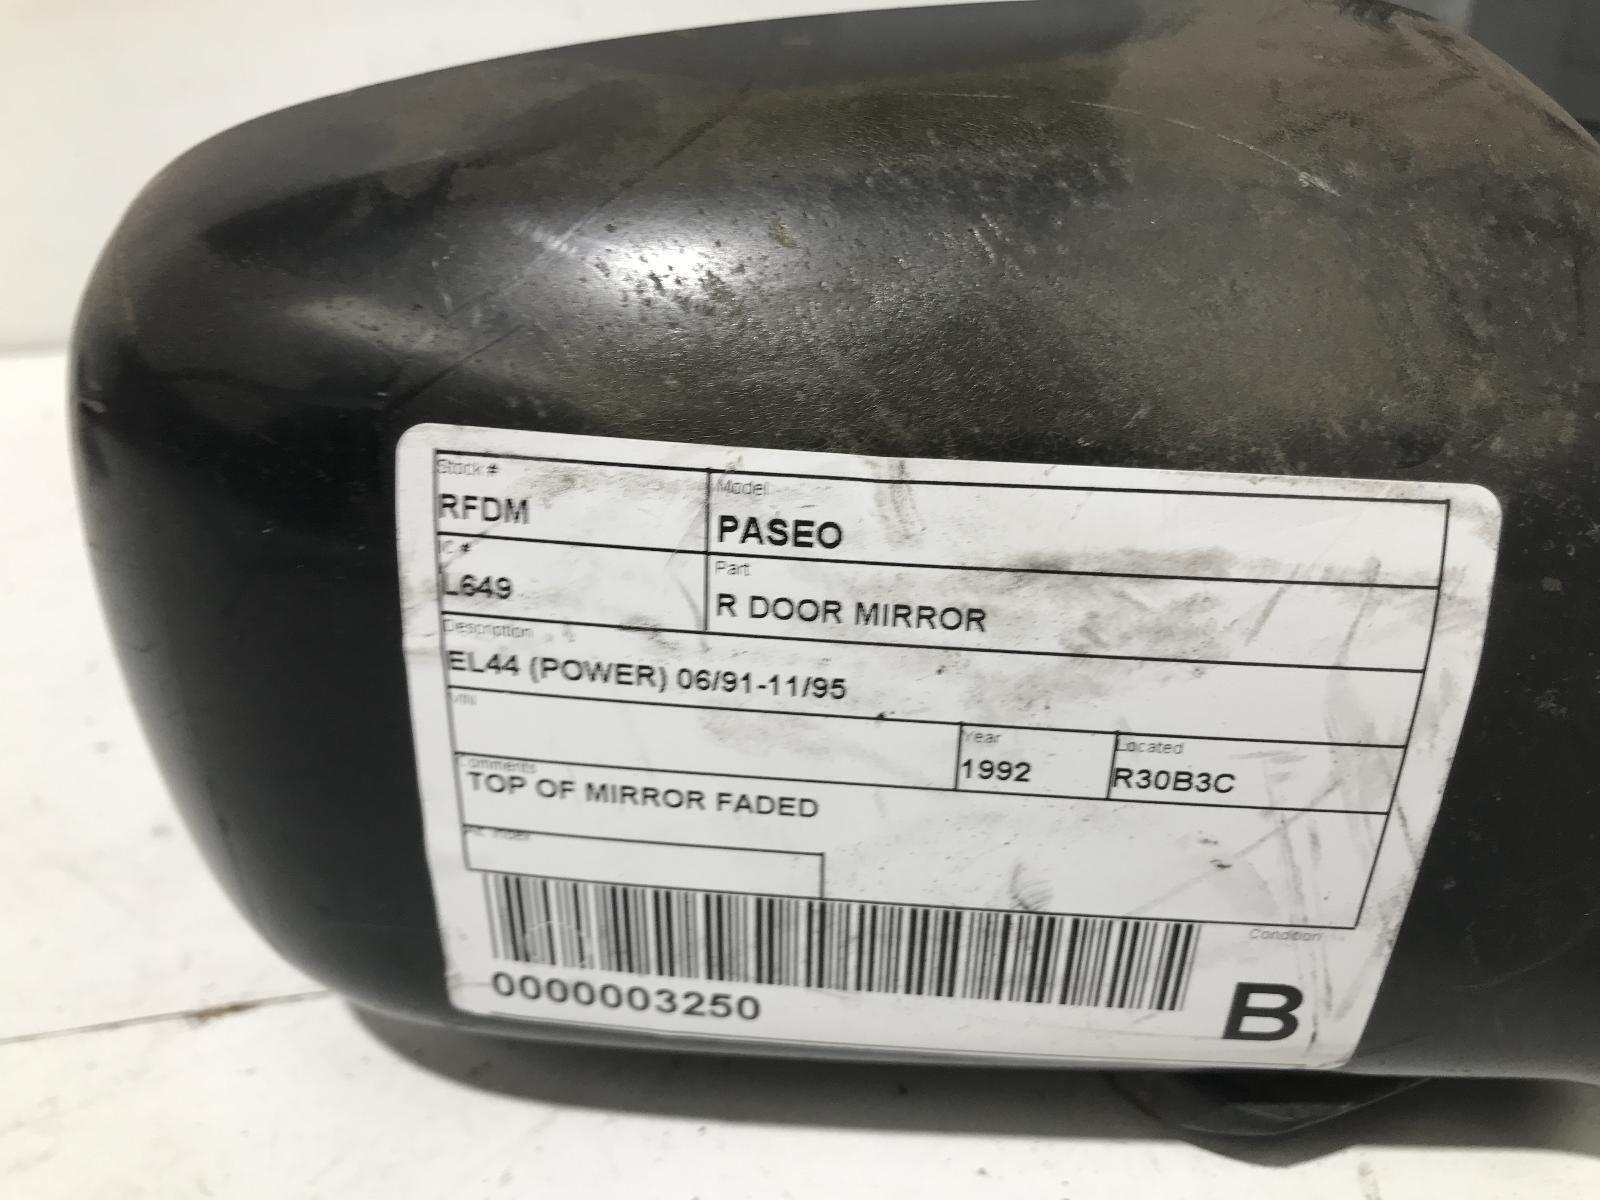 Stock #
RFDM
Model
PASEO
IC #
L649
Part
R DOOR MIRROR
Description
EL44 (POWER) 06/91-11/95
Year
1992
Located
R30B3C
Comments
TOP OF MIRROR FADED
Condition
0000003250
B